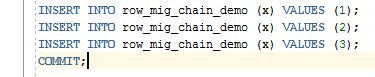 INSERT INTO row_mig_chain_demo (x) VALUES (1);
INSERT INTO row_mig_chain_demo (x) VALUES (2);
INSERT INTO row_mig_chain_demo (x) VALUES (3);
COMMIT;